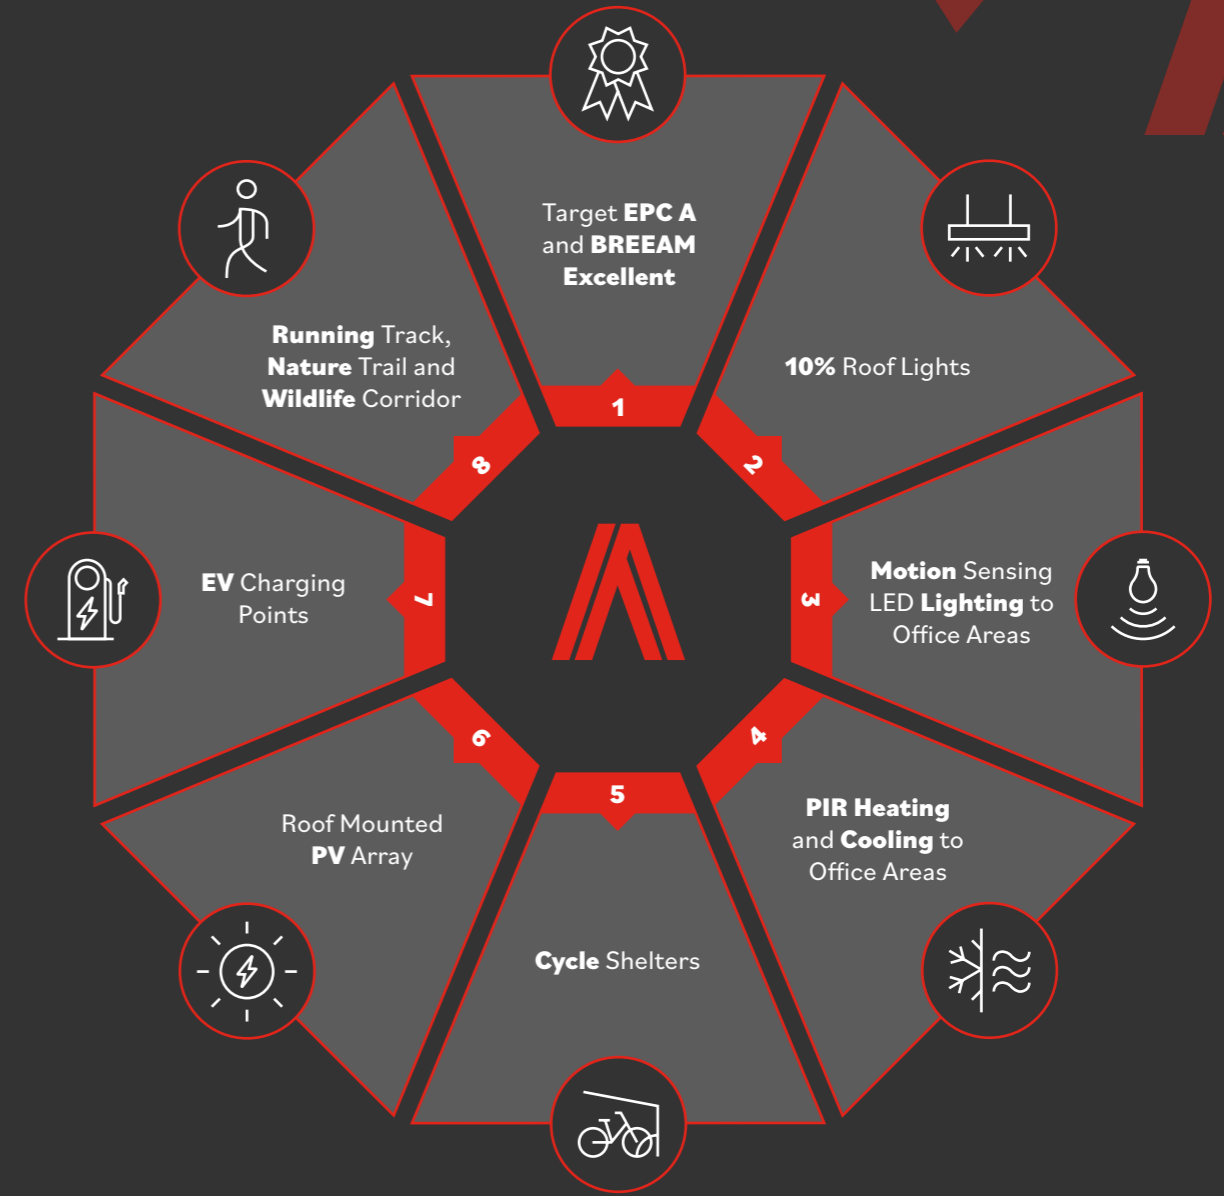 Target EPC A
and BREEAM
Excellent
1
10% Roof Lights
2
Motion Sensing
LED Lighting to
Office Areas
3
PIR Heating
and Cooling to
Office Areas
4
Cycle Shelters
5
Roof Mounted
PV Array
6
EV Charging
Points
7
Running Track,
Nature Trail and
Wildlife Corridor
8